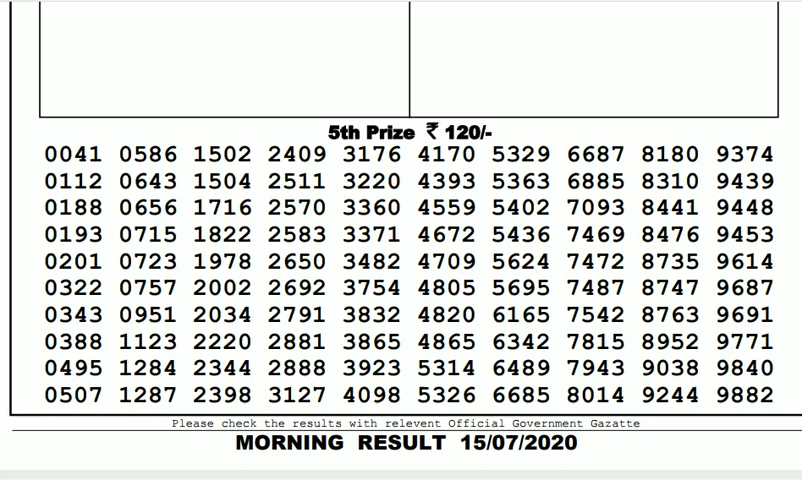 5th Prize ₹ 120/-
0041 0586 1502 2409 3176 4170 5329 6687 8180 9374
0112 0643 1504 2511 3220 4393 5363 6885 8310 9439
0188 0656 1716 2570 3360 4559 5402 7093 8441 9448
0193 0715 1822 2583 3371 4672 5436 7469 8476 9453
0201 0723 1978 2650 3482 4709 5624 7472 8735 9614
0322 0757 2002 2692 3754 4805 5695 7487 8747 9687
0343 0951 2034 2791 3832 4820 6165 7542 8763 9691
0388 1123 2220 2881 3865 4865 6342 7815 8952 9771
0495 1284 2344 2888 3923 5314 6489 7943 9038 9840
0507 1287 2398 3127 4098 5326 6685 8014 9244 9882
Please check the results with relevent Official Government Gazatte
MORNING RESULT 15/07/2020